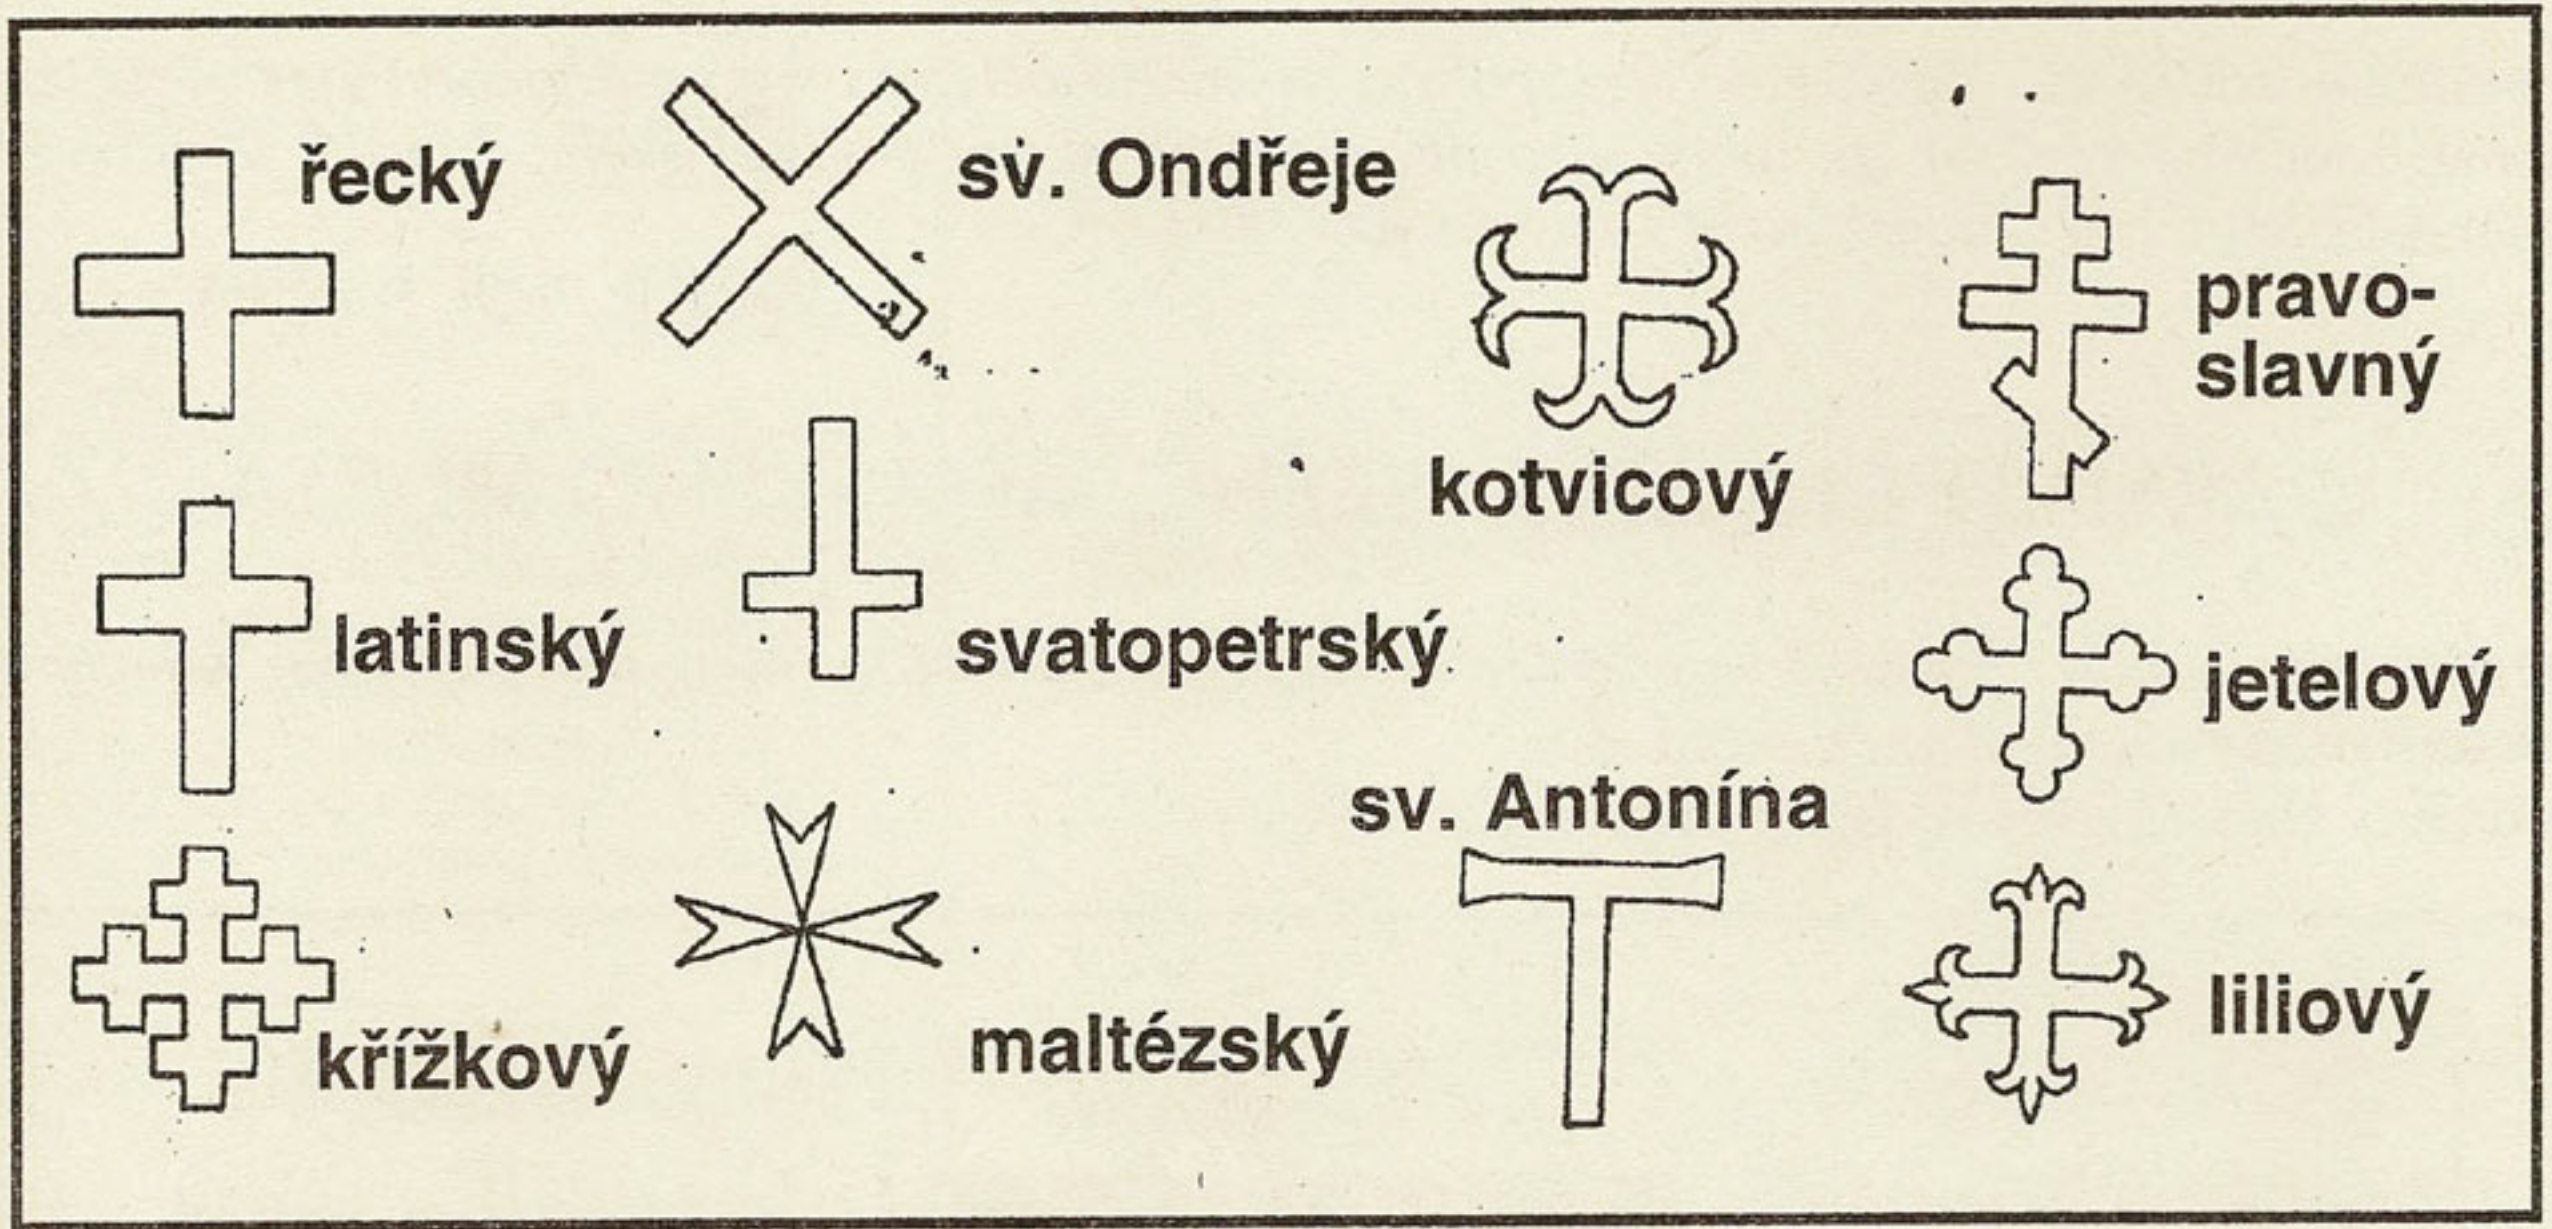 řecký
sv. Ondřeje
kotvicový
pravo-
slavný
latinský
svatopetrský
jetelový
sv. Antonína
křížkový
maltézský
liliový